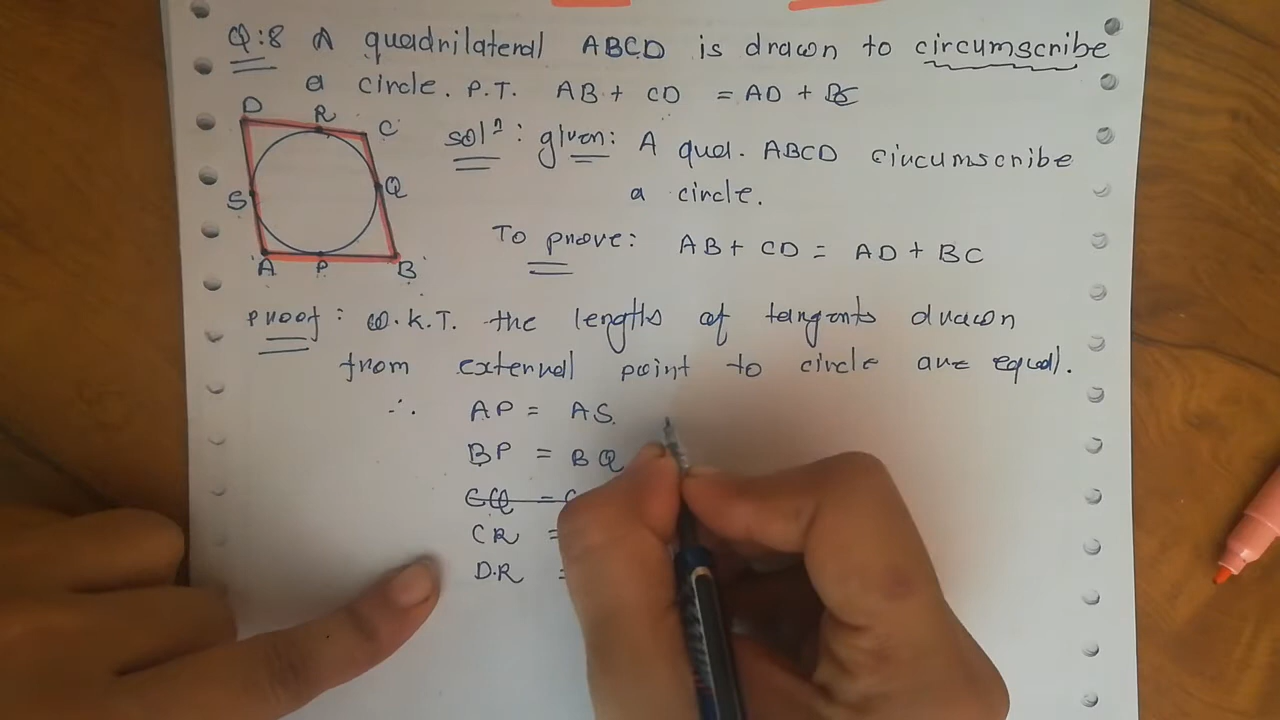 Q:8 A quadrilateral ABCD is drawn to circumscribe
a circle. P.T. AB + CD = AD + BC
D R C
S Q
A P B
solⁿ: given: A quad. ABCD circumscribe
a circle.
To prove: AB + CD = AD + BC
proof: W.K.T. the lengths of tangents drawn
from external point to circle are equal.
∴ AP = AS
BP = BQ
CQ = C
CR =
DR =